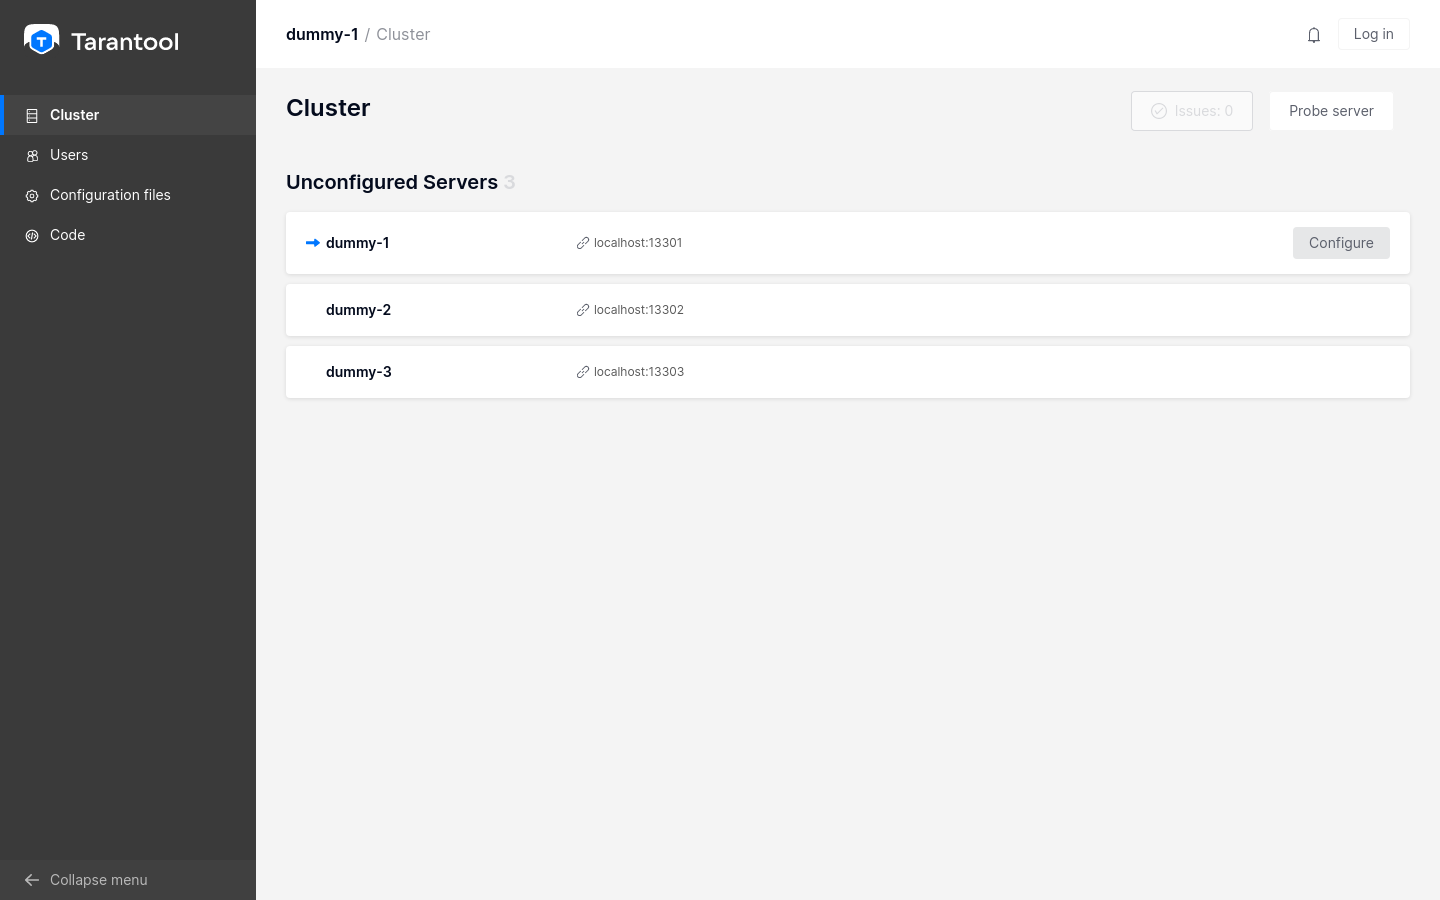 Tarantool
dummy-1 / Cluster
Log in
Cluster
Users
Configuration files
Code
Collapse menu
Cluster
Issues: 0
Probe server
Unconfigured Servers 3
dummy-1 localhost:13301 Configure
dummy-2 localhost:13302
dummy-3 localhost:13303